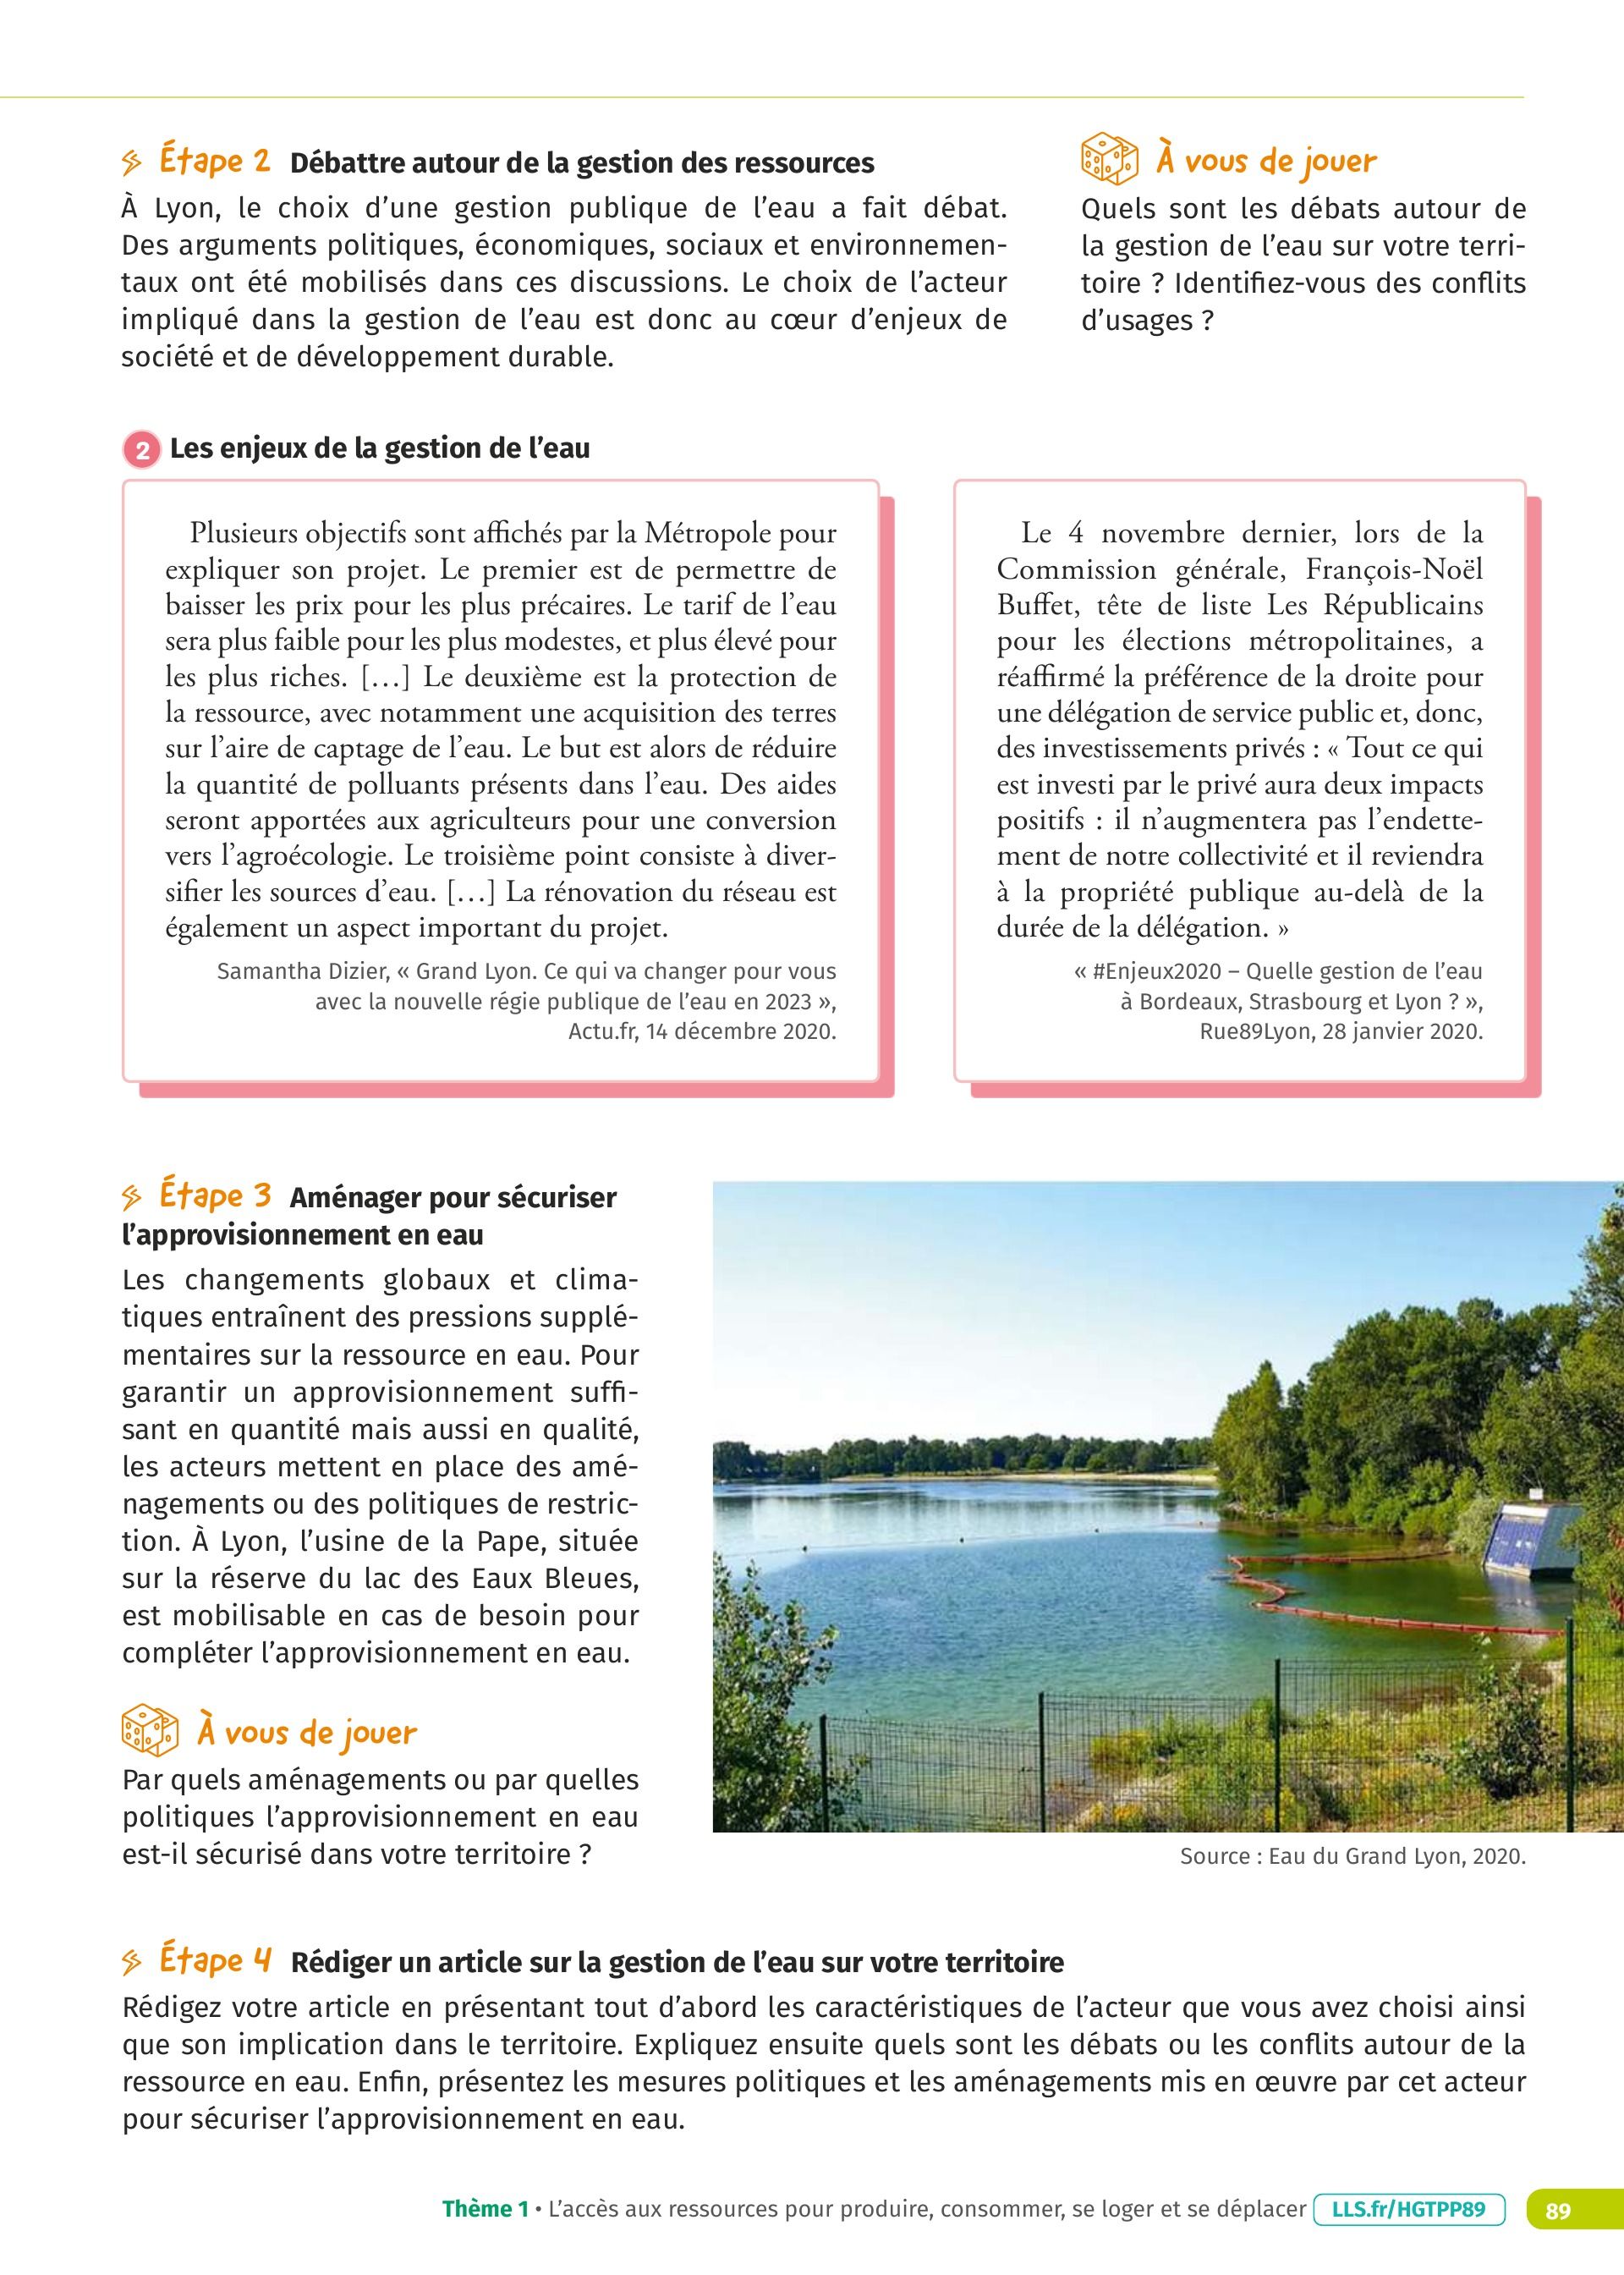 Étape 2 Débattre autour de la gestion des ressources
À Lyon, le choix d’une gestion publique de l’eau a fait débat.
Des arguments politiques, économiques, sociaux et environnemen-
taux ont été mobilisés dans ces discussions. Le choix de l’acteur
impliqué dans la gestion de l’eau est donc au cœur d’enjeux de
société et de développement durable.
À vous de jouer
Quels sont les débats autour de
la gestion de l’eau sur votre terri-
toire ? Identifiez-vous des conflits
d’usages ?
2 Les enjeux de la gestion de l’eau
Plusieurs objectifs sont affichés par la Métropole pour
expliquer son projet. Le premier est de permettre de
baisser les prix pour les plus précaires. Le tarif de l’eau
sera plus faible pour les plus modestes, et plus élevé pour
les plus riches. […] Le deuxième est la protection de
la ressource, avec notamment une acquisition des terres
sur l’aire de captage de l’eau. Le but est alors de réduire
la quantité de polluants présents dans l’eau. Des aides
seront apportées aux agriculteurs pour une conversion
vers l’agroécologie. Le troisième point consiste à diver-
sifier les sources d’eau. […] La rénovation du réseau est
également un aspect important du projet.
Samantha Dizier, « Grand Lyon. Ce qui va changer pour vous
avec la nouvelle régie publique de l’eau en 2023 »,
Actu.fr, 14 décembre 2020.
Le 4 novembre dernier, lors de la
Commission générale, François-Noël
Buffet, tête de liste Les Républicains
pour les élections métropolitaines, a
réaffirmé la préférence de la droite pour
une délégation de service public et, donc,
des investissements privés : « Tout ce qui
est investi par le privé aura deux impacts
positifs : il n’augmentera pas l’endette-
ment de notre collectivité et il reviendra
à la propriété publique au-delà de la
durée de la délégation. »
« #Enjeux2020 – Quelle gestion de l’eau
à Bordeaux, Strasbourg et Lyon ? »,
Rue89Lyon, 28 janvier 2020.
Étape 3 Aménager pour sécuriser
l’approvisionnement en eau
Les changements globaux et clima-
tiques entraînent des pressions supplé-
mentaires sur la ressource en eau. Pour
garantir un approvisionnement suffi-
sant en quantité mais aussi en qualité,
les acteurs mettent en place des amé-
nagements ou des politiques de restric-
tion. À Lyon, l’usine de la Pape, située
sur la réserve du lac des Eaux Bleues,
est mobilisable en cas de besoin pour
compléter l’approvisionnement en eau.
À vous de jouer
Par quels aménagements ou par quelles
politiques l’approvisionnement en eau
est-il sécurisé dans votre territoire ?
Source : Eau du Grand Lyon, 2020.
Étape 4 Rédiger un article sur la gestion de l’eau sur votre territoire
Rédigez votre article en présentant tout d’abord les caractéristiques de l’acteur que vous avez choisi ainsi
que son implication dans le territoire. Expliquez ensuite quels sont les débats ou les conflits autour de la
ressource en eau. Enfin, présentez les mesures politiques et les aménagements mis en œuvre par cet acteur
pour sécuriser l’approvisionnement en eau.
Thème 1 • L’accès aux ressources pour produire, consommer, se loger et se déplacer LLS.fr/HGTPP89 89